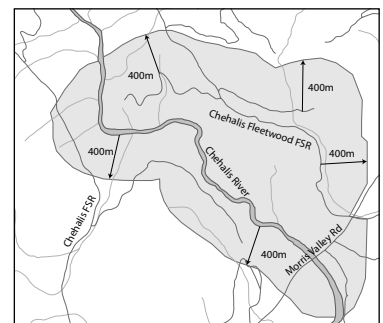 400m
400m
Chehalis Fleetwood FSR
400m
400m
Chehalis River
Chehalis FSR
Morris Valley Rd
400m